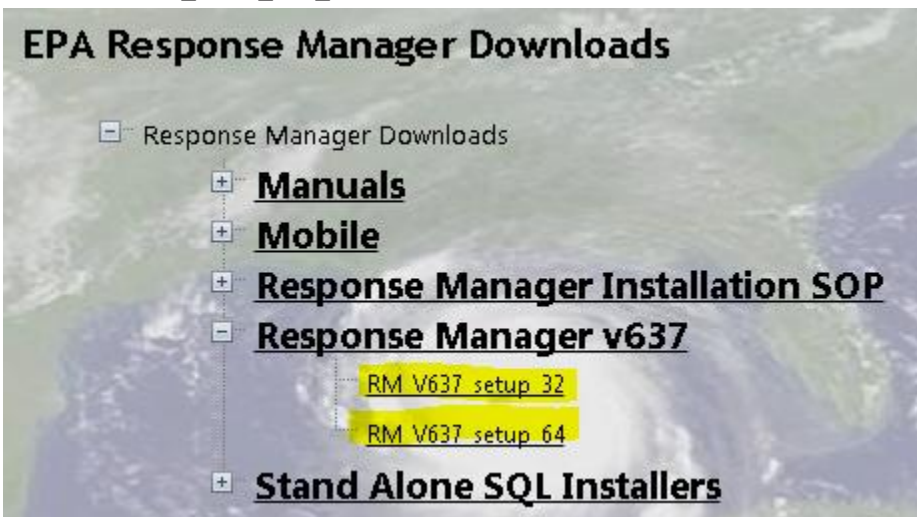 EPA Response Manager Downloads
Response Manager Downloads
Manuals
Mobile
Response Manager Installation SOP
Response Manager v637
RM V637 setup 32
RM V637 setup 64
Stand Alone SQL Installers